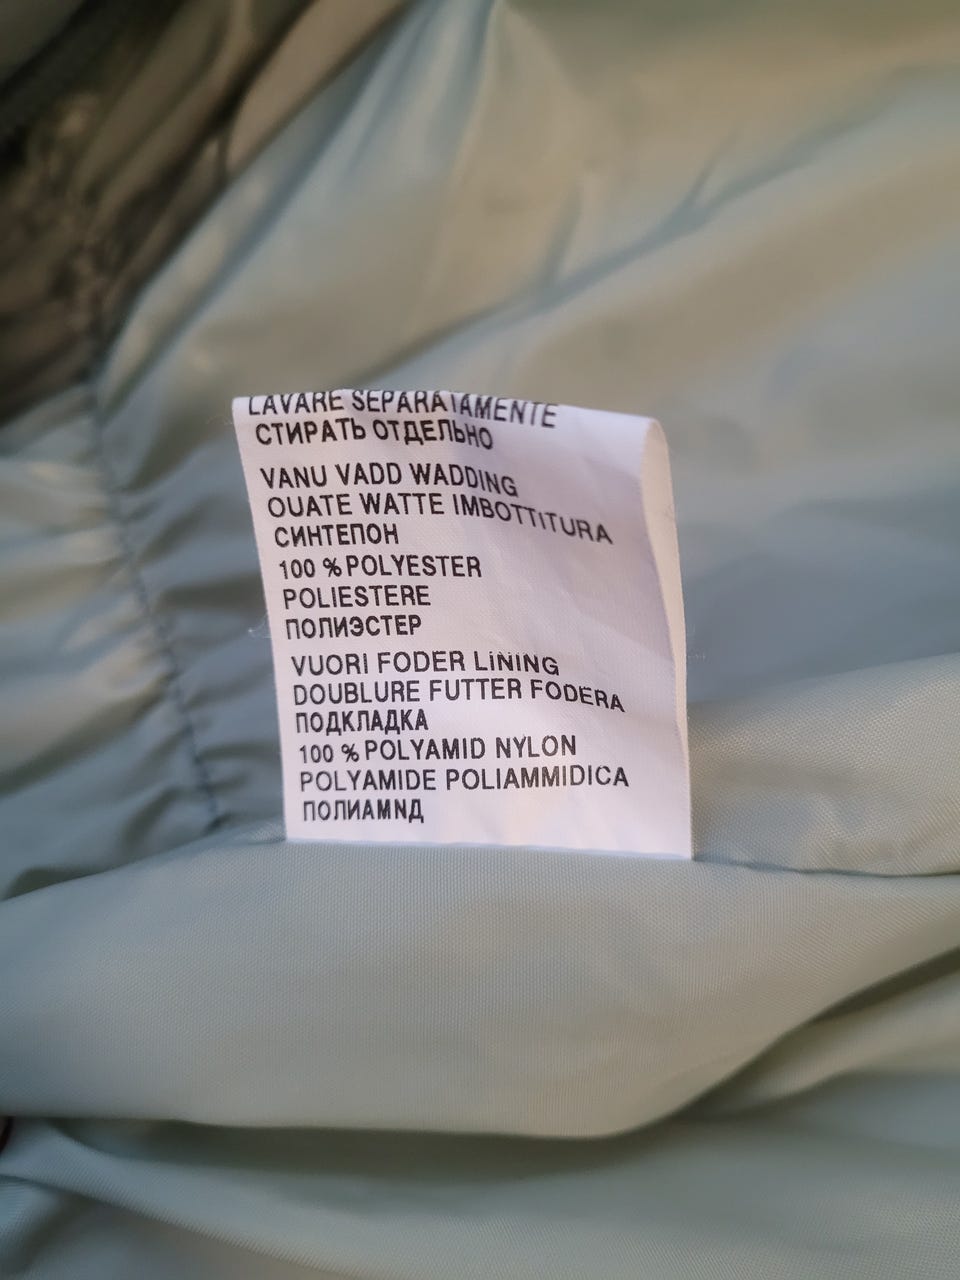 LAVARE SEPARATAMENTE
СТИРАТЬ ОТДЕЛЬНО
VANU VADD WADDING
OUATE WATTE IMBOTTITURA
СИНТЕПОН
100 % POLYESTER
POLIESTERE
ПОЛИЭСТЕР
VUORI FODER LINING
DOUBLURE FUTTER FODERA
ПОДКЛАДКА
100 % POLYAMID NYLON
POLYAMIDE POLIAMMIDICA
ПОЛИАМNД